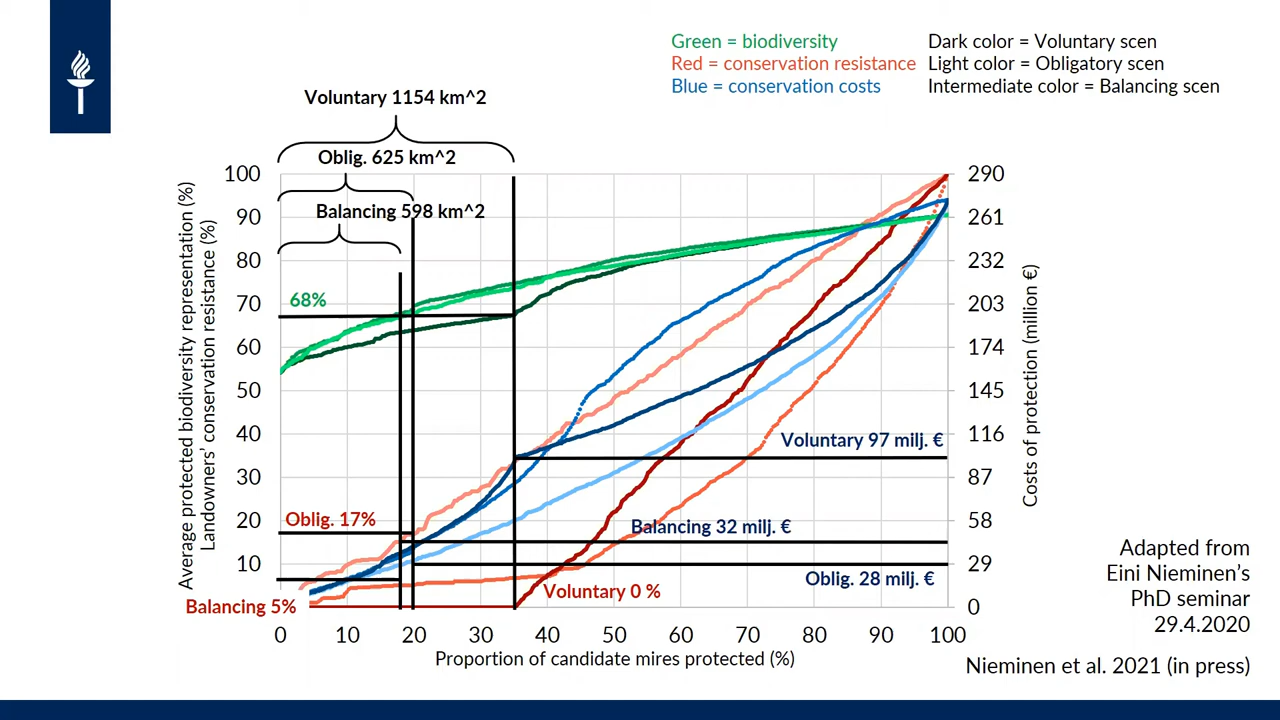 Green = biodiversity
Red = conservation resistance
Blue = conservation costs
Dark color = Voluntary scen
Light color = Obligatory scen
Intermediate color = Balancing scen
Voluntary 1154 km^2
Oblig. 625 km^2
Balancing 598 km^2
Average protected biodiversity representation (%)
Landowners' conservation resistance (%)
100
90
80
70
60
50
40
30
20
10
68%
Oblig. 17%
Balancing 5%
Voluntary 0 %
Voluntary 97 milj. €
Balancing 32 milj. €
Oblig. 28 milj. €
290
261
232
203
174
145
116
87
58
29
0
Costs of protection (million €)
0 10 20 30 40 50 60 70 80 90 100
Proportion of candidate mires protected (%)
Adapted from
Eini Nieminen's
PhD seminar
29.4.2020
Nieminen et al. 2021 (in press)